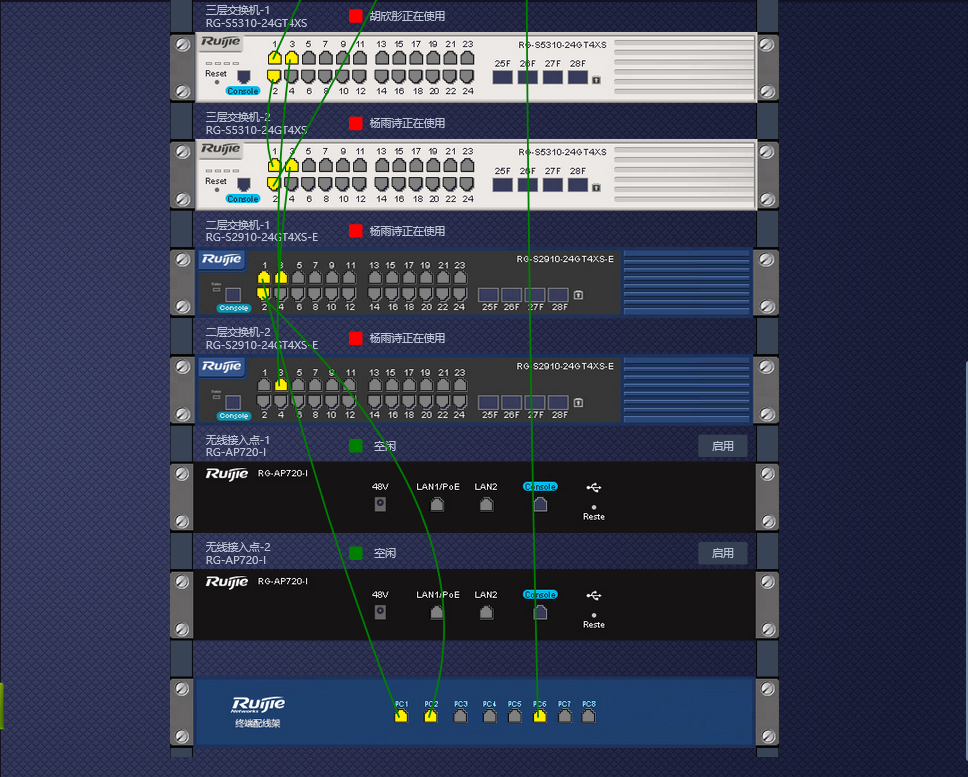 三层交换机-1
RG-S5310-24GT4XS
胡欣彤正在使用
Ruijie
RG-S5310-24GT4XS
1 3 5 7 9 11 13 15 17 19 21 23
25F 26F 27F 28F
Reset
Console
2 4 6 8 10 12 14 16 18 20 22 24
三层交换机-2
RG-S5310-24GT4XS
杨雨诗正在使用
Ruijie
RG-S5310-24GT4XS
1 3 5 7 9 11 13 15 17 19 21 23
25F 26F 27F 28F
Reset
Console
2 4 6 8 10 12 14 16 18 20 22 24
二层交换机-1
RG-S2910-24GT4XS-E
杨雨诗正在使用
Ruijie
RG-S2910-24GT4XS-E
1 3 5 7 9 11 13 15 17 19 21 23
Console
2 4 6 8 10 12 14 16 18 20 22 24 25F 26F 27F 28F
二层交换机-2
RG-S2910-24GT4XS-E
杨雨诗正在使用
Ruijie
RG-S2910-24GT4XS-E
1 3 5 7 9 11 13 15 17 19 21 23
Console
2 4 6 8 10 12 14 16 18 20 22 24 25F 26F 27F 28F
无线接入点-1
RG-AP720-I
空闲
启用
Ruijie RG-AP720-I
48V LAN1/PoE LAN2 Console
Reste
无线接入点-2
RG-AP720-I
空闲
启用
Ruijie RG-AP720-I
48V LAN1/PoE LAN2 Console
Reste
Ruijie
Networks
终端配线架
PC1 PC2 PC3 PC4 PC5 PC6 PC7 PC8